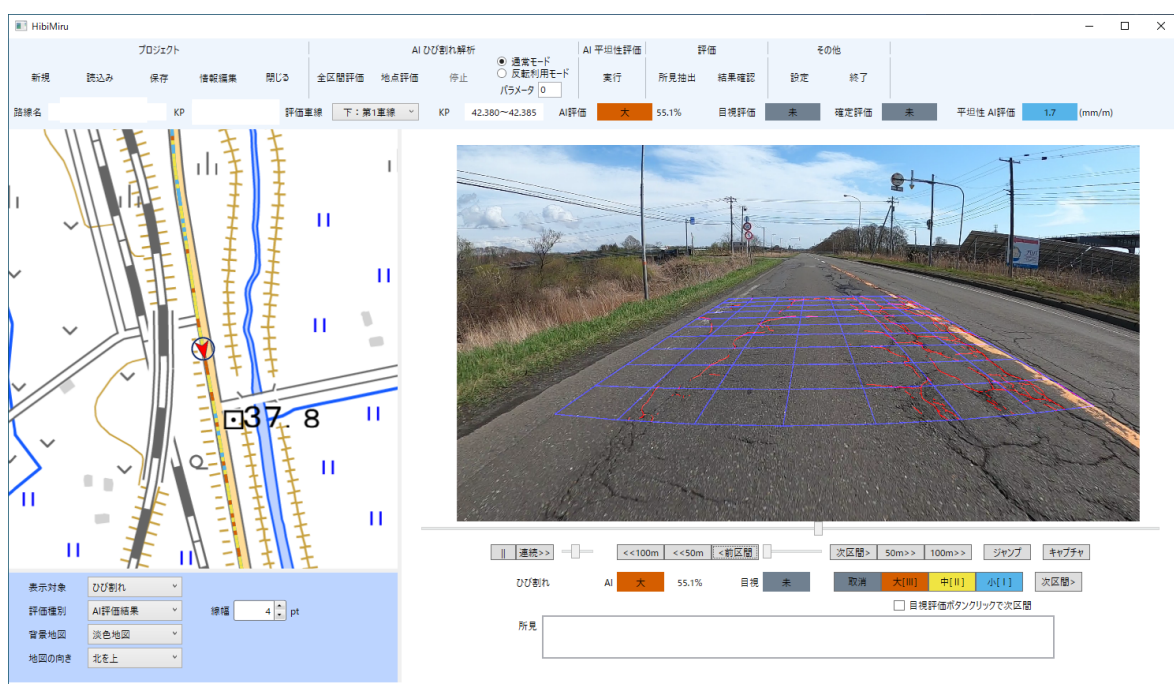 HibiMiru
プロジェクト AI ひび割れ解析 AI 平坦性評価 評価 その他
通常モード
新規 読込み 保存 情報編集 閉じる 全区間評価 地点評価 停止 反転利用モード 実行 所見抽出 結果確認 設定 終了
パラメータ 0
路線名 KP 評価車線 下：第1車線 KP 42.380～42.385 AI評価 大 55.1% 目視評価 未 確定評価 未 平坦性 AI評価 1.7 (mm/m)
37.8
|| 連続>> <<100m <<50m <前区間 次区間> 50m>> 100m>> ジャンプ キャプチャ
ひび割れ AI 大 55.1% 目視 未 取消 大[Ⅲ] 中[Ⅱ] 小[Ⅰ] 次区間>
目視評価ボタンクリックで次区間
所見
表示対象 ひび割れ
評価種別 AI評価結果 線幅 4 pt
背景地図 淡色地図
地図の向き 北を上